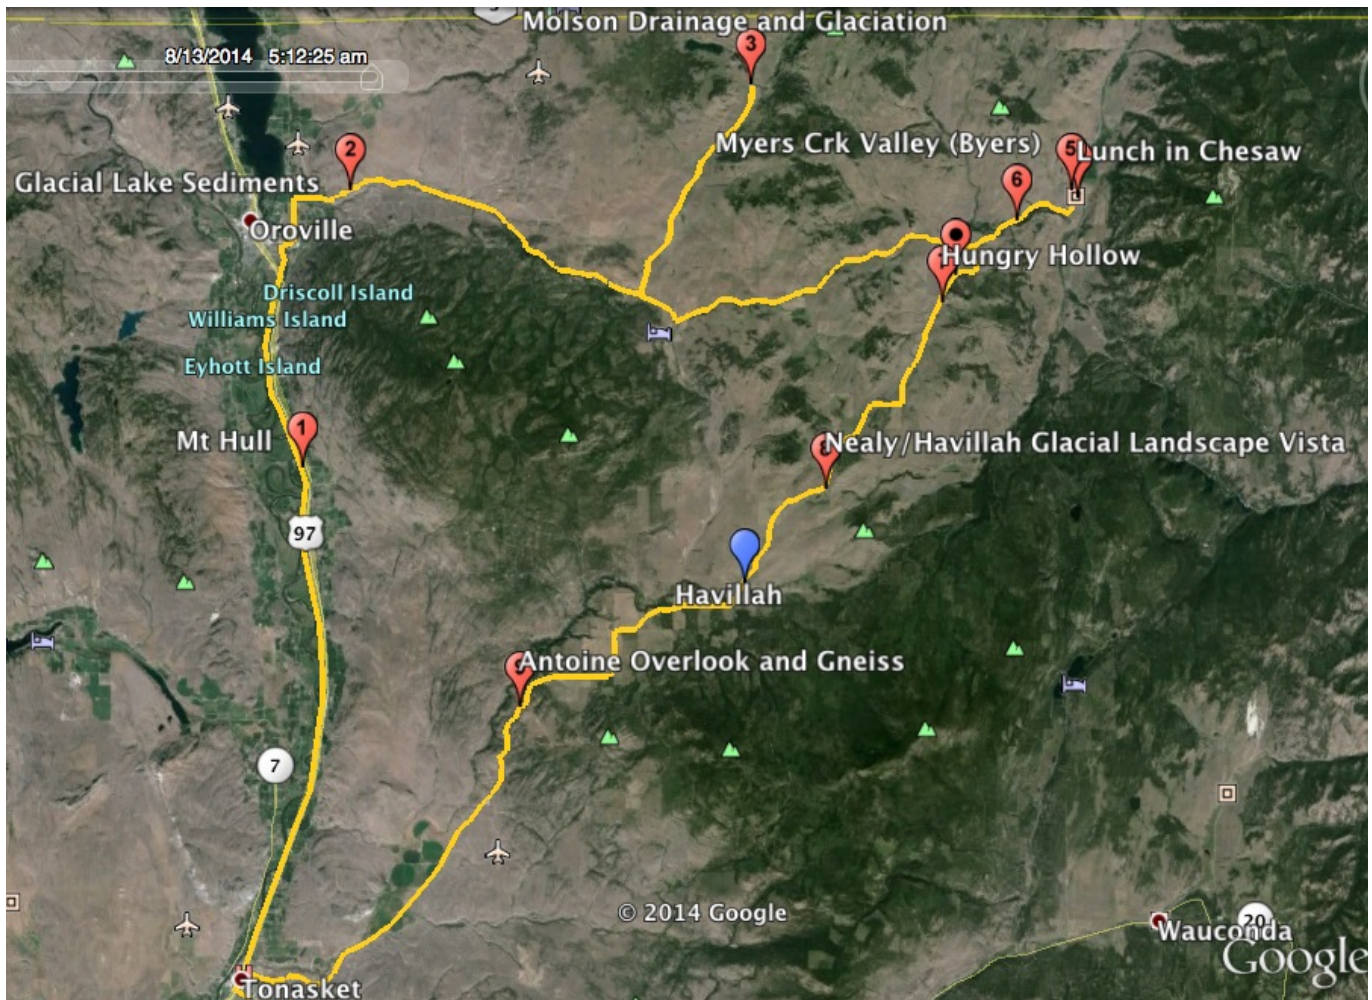 Molson Drainage and Glaciation
8/13/2014 5:12:25 am
3
Myers Crk Valley (Byers)
5
Lunch in Chesaw
2
Glacial Lake Sediments
6
Oroville
Hungry Hollow
Driscoll Island
Williams Island
Eyhott Island
1
Mt Hull
Nealy/Havillah Glacial Landscape Vista
97
Havillah
Antoine Overlook and Gneiss
7
© 2014 Google
20
Wauconda
Google
Tonasket